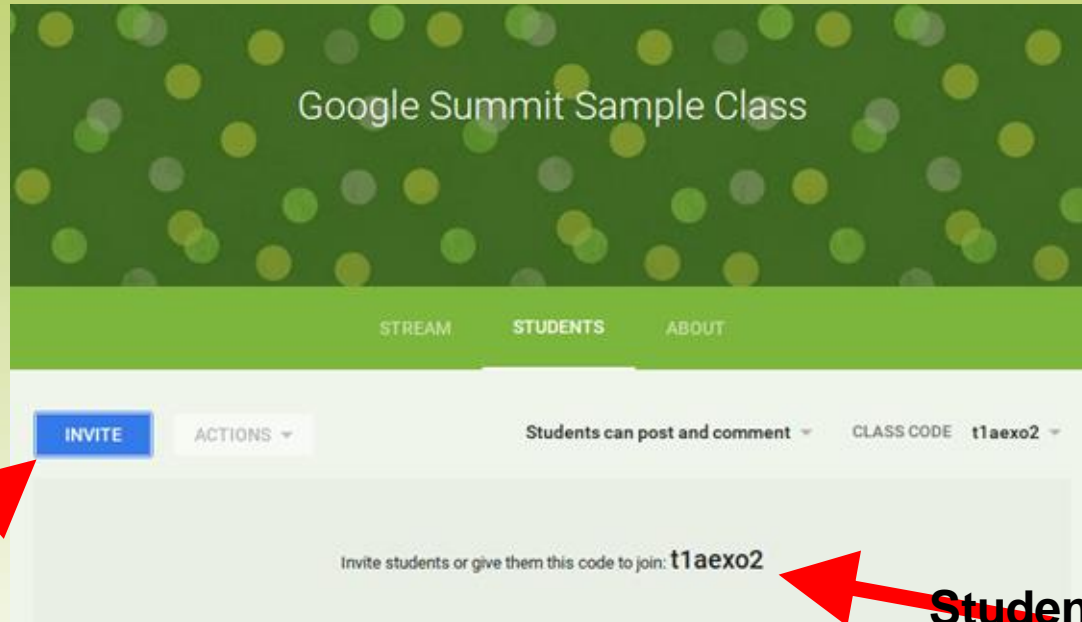 Google Summit Sample Class
STREAM STUDENTS ABOUT
INVITE ACTIONS Students can post and comment CLASS CODE t1aexo2
Invite students or give them this code to join: t1aexo2
Studen